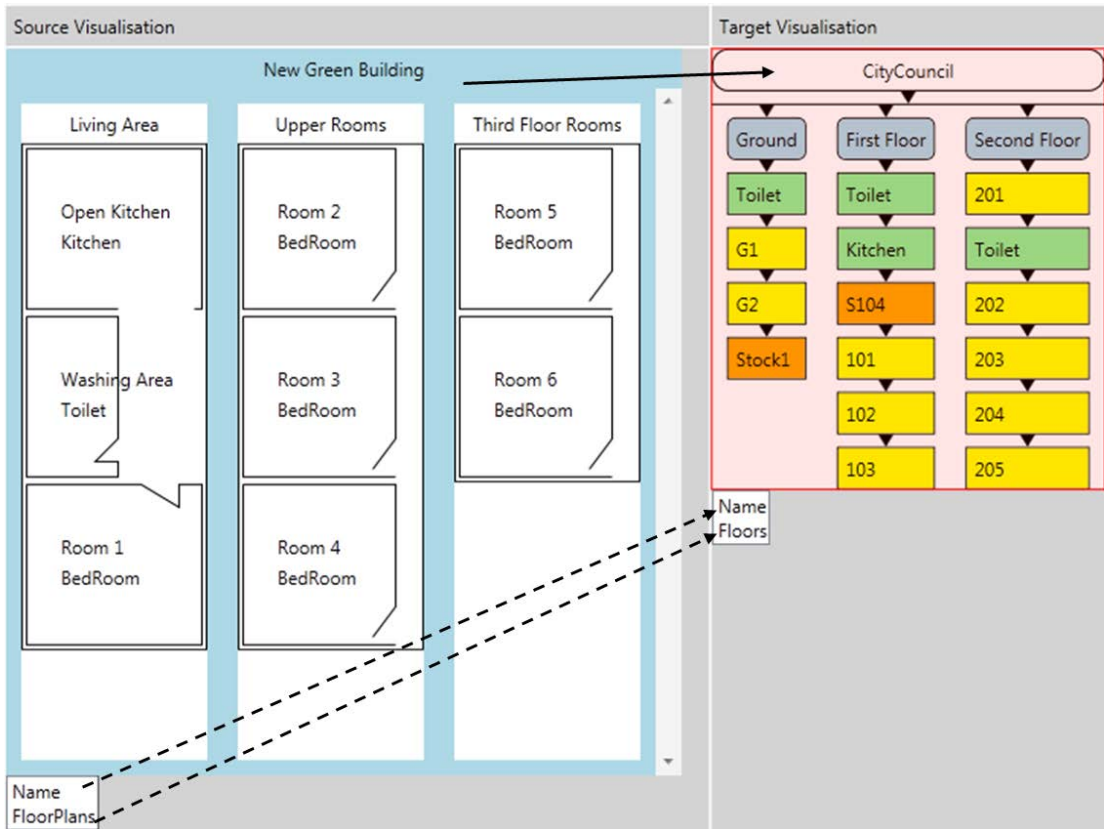 Source Visualisation
Target Visualisation
New Green Building
Living Area
Open Kitchen
Kitchen
Washing Area
Toilet
Room 1
BedRoom
Upper Rooms
Room 2
BedRoom
Room 3
BedRoom
Room 4
BedRoom
Third Floor Rooms
Room 5
BedRoom
Room 6
BedRoom
Name
FloorPlans
CityCouncil
Ground
Toilet
G1
G2
Stock1
First Floor
Toilet
Kitchen
S104
101
102
103
Second Floor
201
Toilet
202
203
204
205
Name
Floors